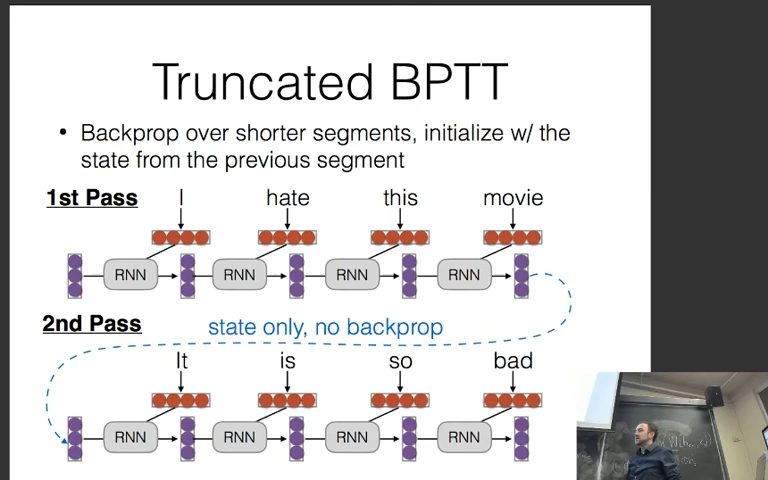 Truncated BPTT
• Backprop over shorter segments, initialize w/ the
state from the previous segment
1st Pass
I hate this movie
RNN RNN RNN RNN
2nd Pass
state only, no backprop
It is so bad
RNN RNN RNN RNN